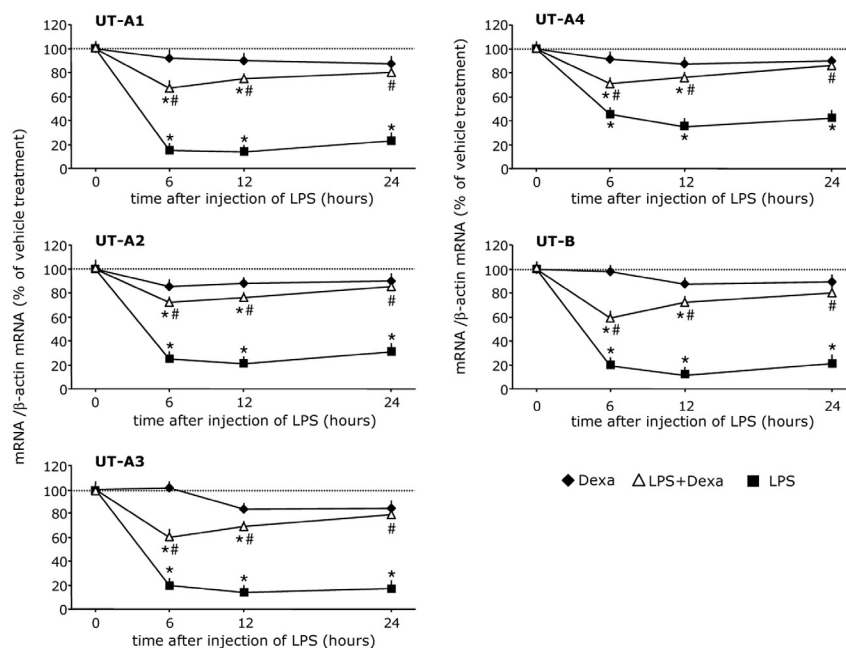 UT-A1
120
100
80
60
40
20
0
*# *# #
* * *
0 6 12 24
time after injection of LPS (hours)
UT-A2
120
100
80
60
40
20
0
*# *# #
* * *
0 6 12 24
time after injection of LPS (hours)
UT-A3
120
100
80
60
40
20
0
*# *# #
* * *
0 6 12 24
time after injection of LPS (hours)
mRNA /β-actin mRNA (% of vehicle treatment)
UT-A4
120
100
80
60
40
20
0
*# *# #
* * *
0 6 12 24
time after injection of LPS (hours)
UT-B
120
100
80
60
40
20
0
*# *# #
* * *
0 6 12 24
time after injection of LPS (hours)
mRNA /β-actin mRNA (% of vehicle treatment)
Dexa LPS+Dexa LPS